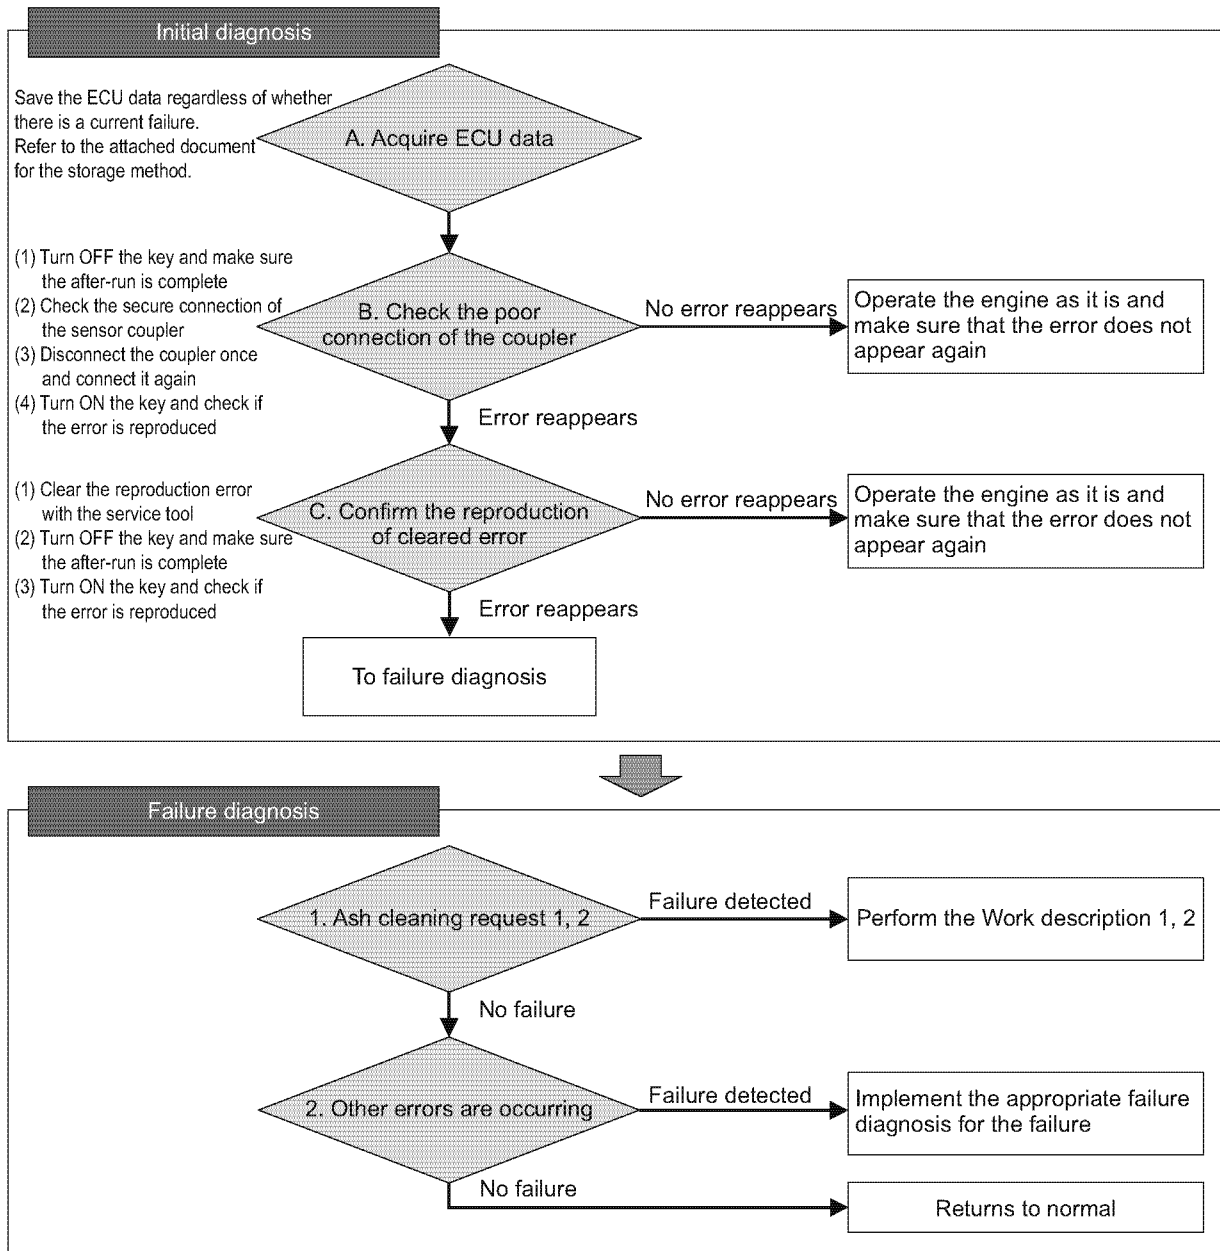 Initial diagnosis
Save the ECU data regardless of whether
there is a current failure.
Refer to the attached document
for the storage method.
A. Acquire ECU data
(1) Turn OFF the key and make sure
the after-run is complete
(2) Check the secure connection of
the sensor coupler
(3) Disconnect the coupler once
and connect it again
(4) Turn ON the key and check if
the error is reproduced
B. Check the poor
connection of the coupler
No error reappears
Operate the engine as it is and
make sure that the error does not
appear again
Error reappears
(1) Clear the reproduction error
with the service tool
(2) Turn OFF the key and make sure
the after-run is complete
(3) Turn ON the key and check if
the error is reproduced
C. Confirm the reproduction
of cleared error
No error reappears
Operate the engine as it is and
make sure that the error does not
appear again
Error reappears
To failure diagnosis
Failure diagnosis
1. Ash cleaning request 1, 2
Failure detected
Perform the Work description 1, 2
No failure
2. Other errors are occurring
Failure detected
Implement the appropriate failure
diagnosis for the failure
No failure
Returns to normal